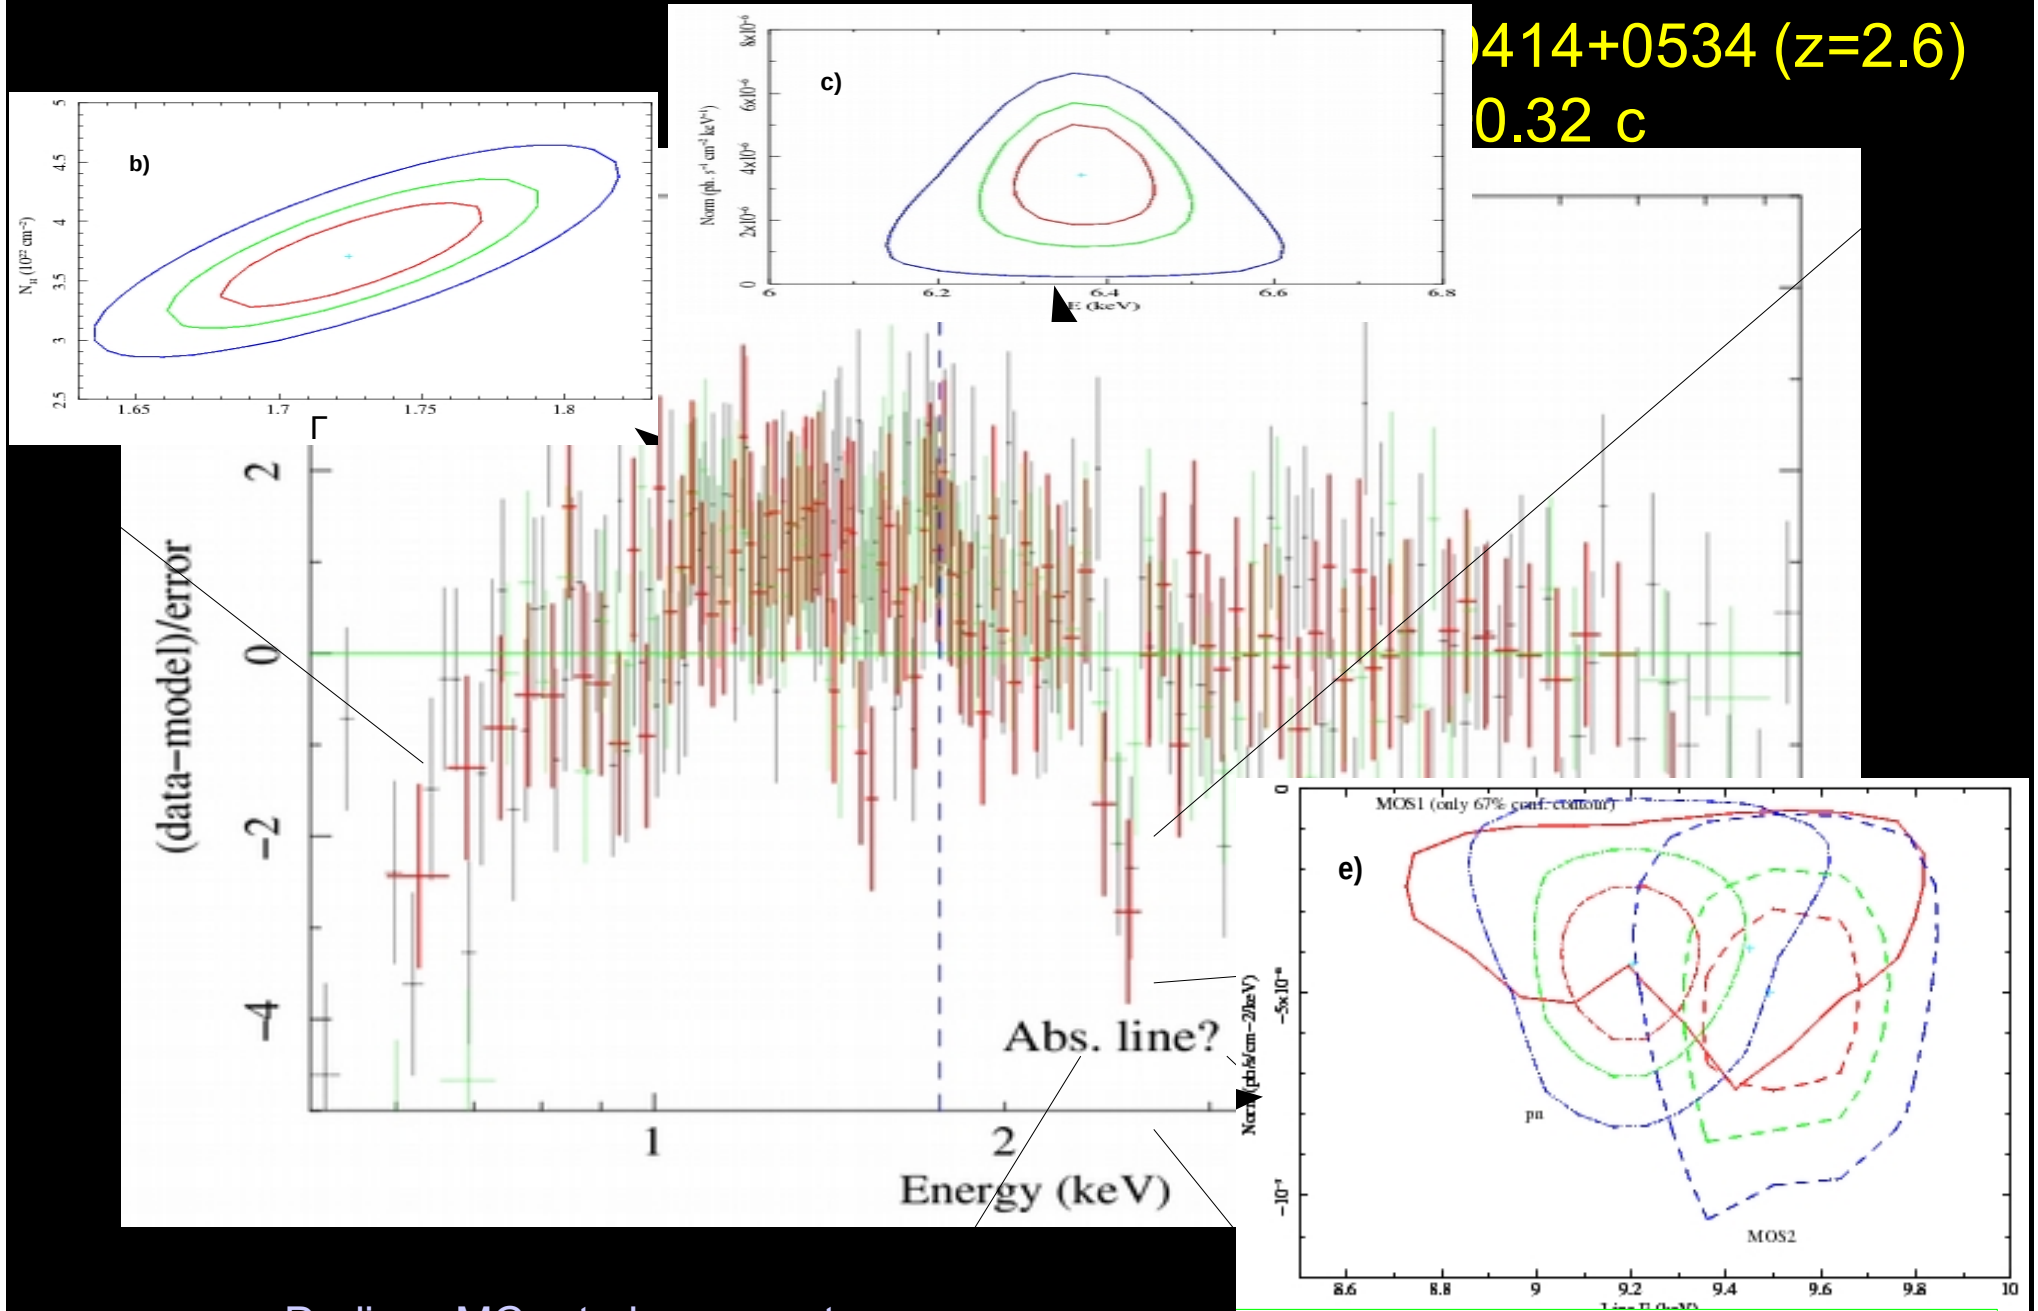 0414+0534 (z=2.6)
0.32 c
b)
N_H (10²² cm⁻²)
5
4.5
4
3.5
3
2.5
1.65 1.7 1.75 1.8
Γ
c)
Norm (ph. s⁻¹ cm⁻² keV⁻¹)
8x10⁻⁶
6x10⁻⁶
4x10⁻⁶
2x10⁻⁶
0
6 6.2 6.4 6.6 6.8
E (keV)
(data−model)/error
2
0
−2
−4
Abs. line?
1 2
Energy (keV)
MOS1 (only 67% conf. contour)
e)
Norm (ph/s/cm−2/keV)
0
−5x10⁻⁶
pn
MOS2
8.6 8.8 9 9.2 9.4 9.6 9.8 10
Line E (keV)